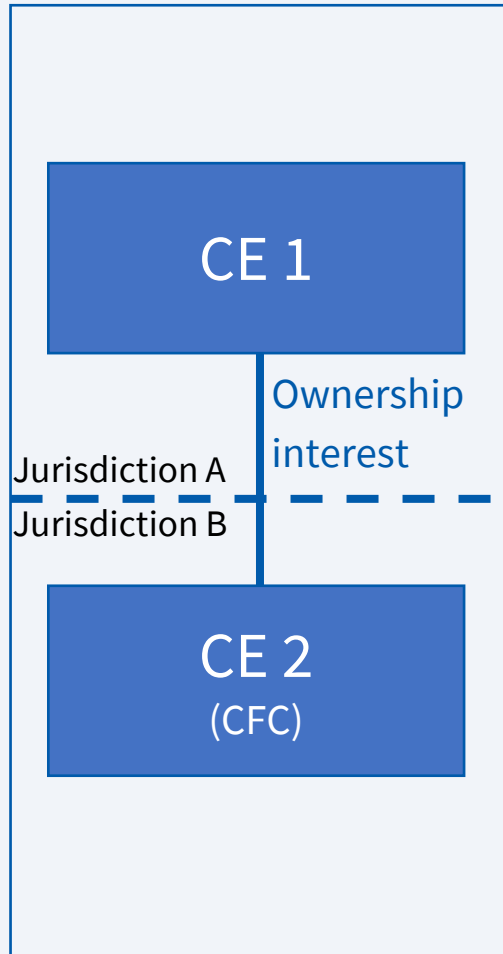 CE 1
Ownership
interest
Jurisdiction A
Jurisdiction B
CE 2
(CFC)